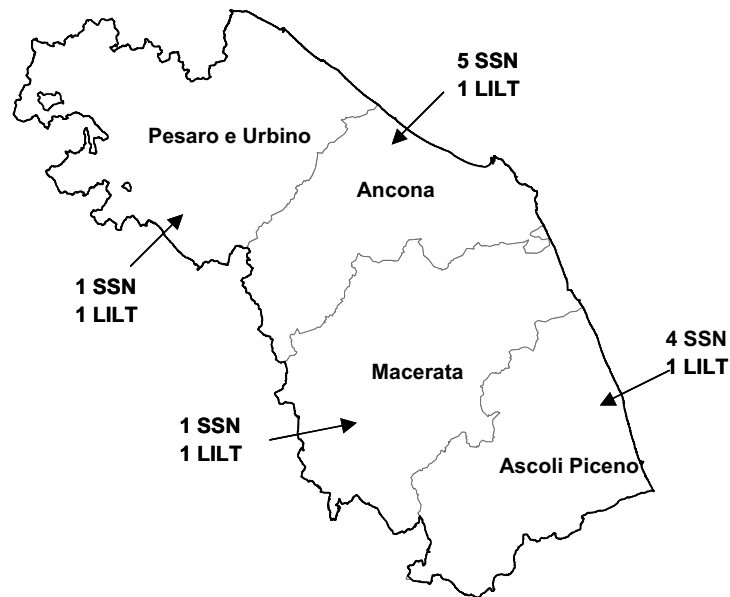 5 SSN
1 LILT
Pesaro e Urbino
Ancona
1 SSN
1 LILT
4 SSN
1 LILT
Macerata
1 SSN
1 LILT
Ascoli Piceno